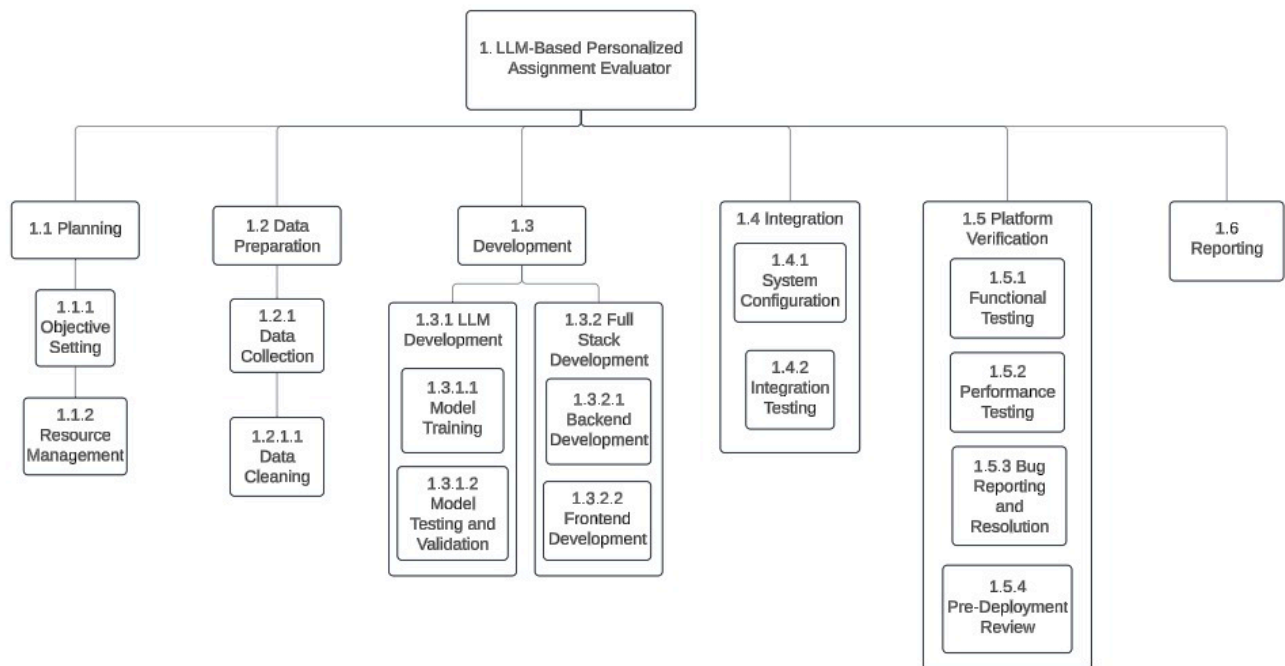 1. LLM-Based Personalized
Assignment Evaluator
1.1 Planning
1.1.1
Objective
Setting
1.1.2
Resource
Management
1.2 Data
Preparation
1.2.1
Data
Collection
1.2.1.1
Data
Cleaning
1.3
Development
1.3.1 LLM
Development
1.3.1.1
Model
Training
1.3.1.2
Model
Testing and
Validation
1.3.2 Full
Stack
Development
1.3.2.1
Backend
Development
1.3.2.2
Frontend
Development
1.4 Integration
1.4.1
System
Configuration
1.4.2
Integration
Testing
1.5 Platform
Verification
1.5.1
Functional
Testing
1.5.2
Performance
Testing
1.5.3 Bug
Reporting
and
Resolution
1.5.4
Pre-Deployment
Review
1.6
Reporting